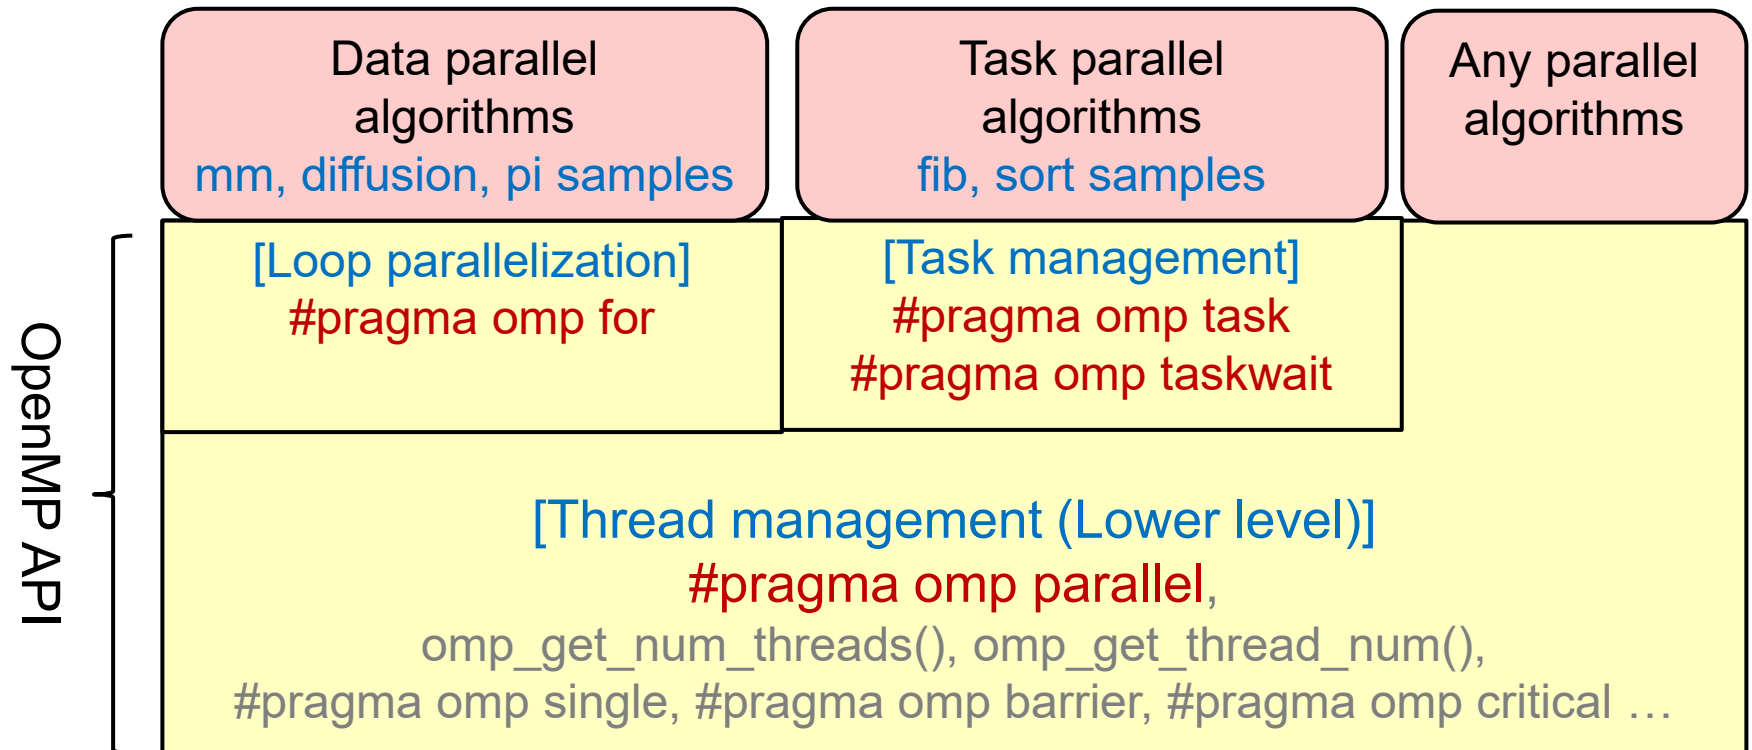 Data parallel
algorithms
mm, diffusion, pi samples
Task parallel
algorithms
fib, sort samples
Any parallel
algorithms
OpenMP API
[Loop parallelization]
#pragma omp for
[Task management]
#pragma omp task
#pragma omp taskwait
[Thread management (Lower level)]
#pragma omp parallel,
omp_get_num_threads(), omp_get_thread_num(),
#pragma omp single, #pragma omp barrier, #pragma omp critical …